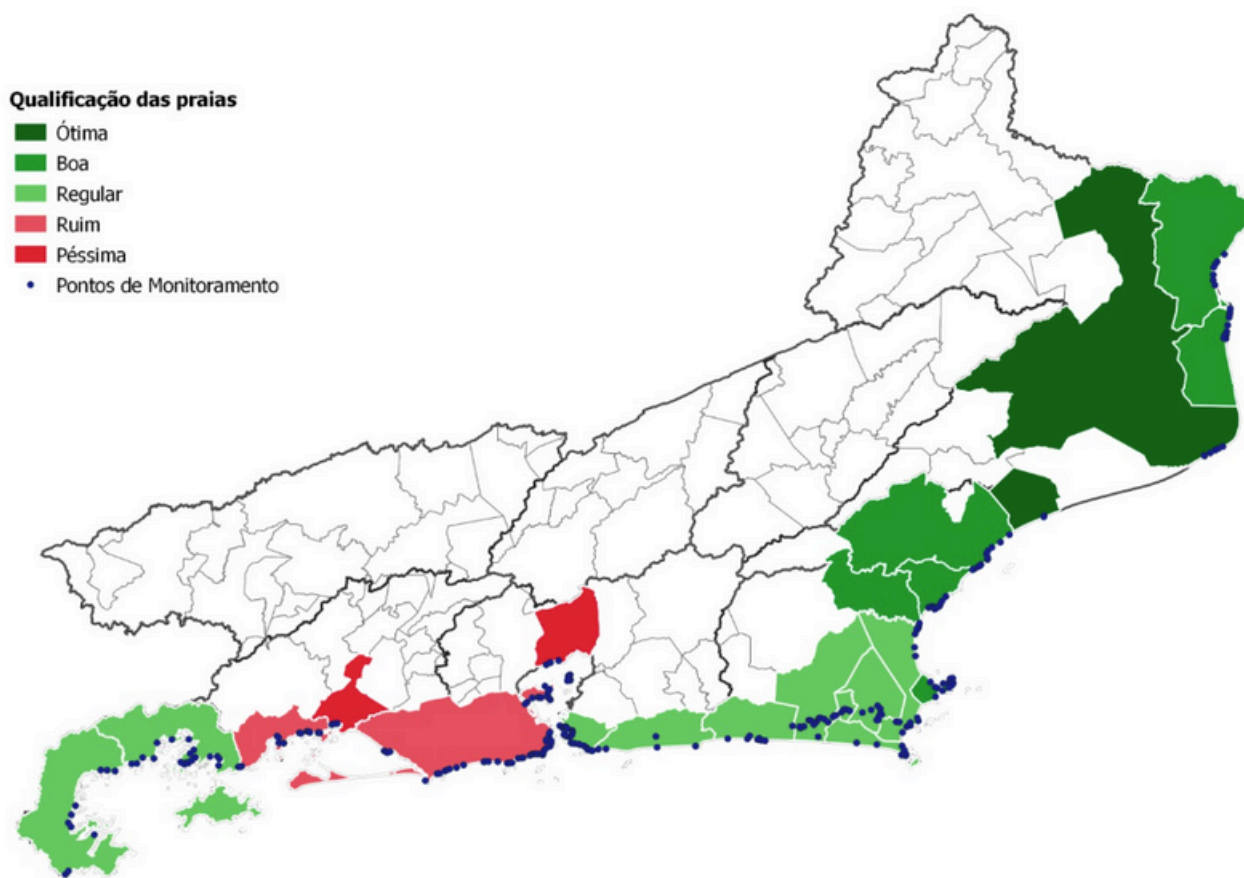 Qualificação das praias
Ótima
Boa
Regular
Ruim
Péssima
Pontos de Monitoramento